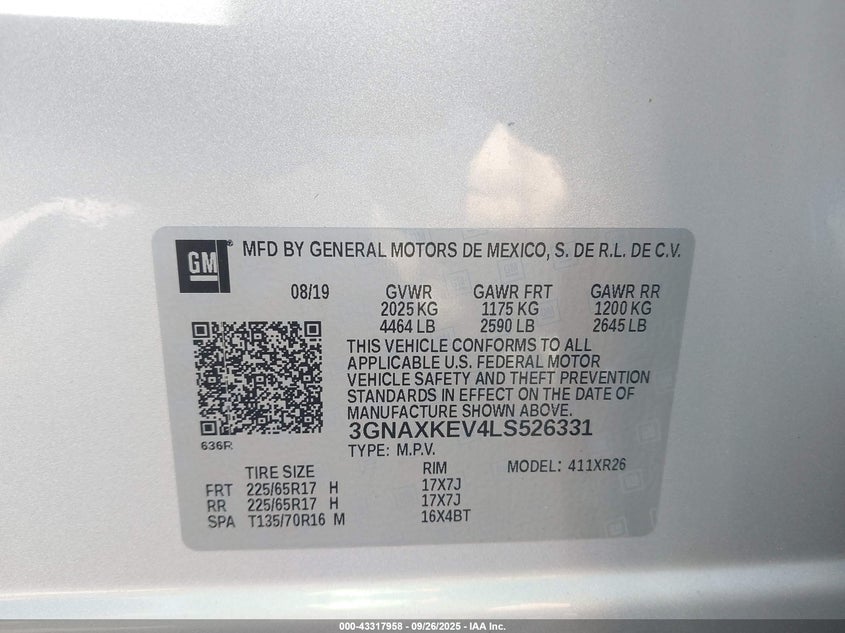 GM® MFD BY GENERAL MOTORS DE MEXICO, S. DE R.L. DE C.V.
08/19 GVWR GAWR FRT GAWR RR
2025 KG 1175 KG 1200 KG
4464 LB 2590 LB 2645 LB
THIS VEHICLE CONFORMS TO ALL
APPLICABLE U.S. FEDERAL MOTOR
VEHICLE SAFETY AND THEFT PREVENTION
STANDARDS IN EFFECT ON THE DATE OF
MANUFACTURE SHOWN ABOVE.
3GNAXKEV4LS526331
636R
TYPE: M.P.V.
TIRE SIZE RIM MODEL: 411XR26
FRT 225/65R17 H 17X7J
RR 225/65R17 H 17X7J
SPA T135/70R16 M 16X4BT
000-43317958 - 09/26/2025 - IAA Inc.